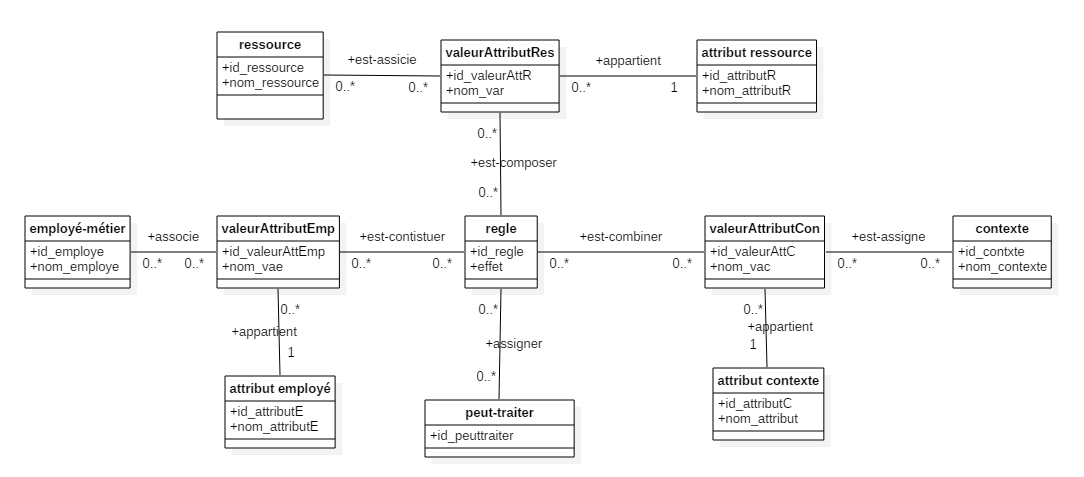 ressource
+id_ressource
+nom_ressource
+est-assicie
0..*
0..*
valeurAttributRes
+id_valeurAttR
+nom_var
+appartient
0..*
1
attribut ressource
+id_attributR
+nom_attributR
0..*
+est-composer
0..*
employé-métier
+id_employe
+nom_employe
+associe
0..*
0..*
valeurAttributEmp
+id_valeurAttEmp
+nom_vae
+est-contistuer
0..*
0..*
regle
+id_regle
+effet
+est-combiner
0..*
0..*
valeurAttributCon
+id_valeurAttC
+nom_vac
+est-assigne
0..*
0..*
contexte
+id_contxte
+nom_contexte
0..*
+appartient
1
0..*
+assigner
0..*
0..*
+appartient
1
attribut employé
+id_attributE
+nom_attributE
peut-traiter
+id_peuttraiter
attribut contexte
+id_attributC
+nom_attribut